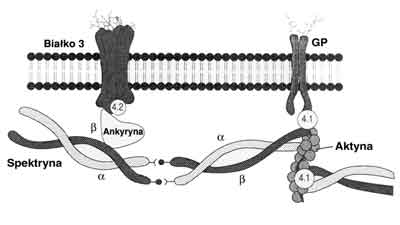 Białko 3
GP
4.2
4.1
β
Ankyryna
α
Aktyna
Spektryna
α
β
4.1